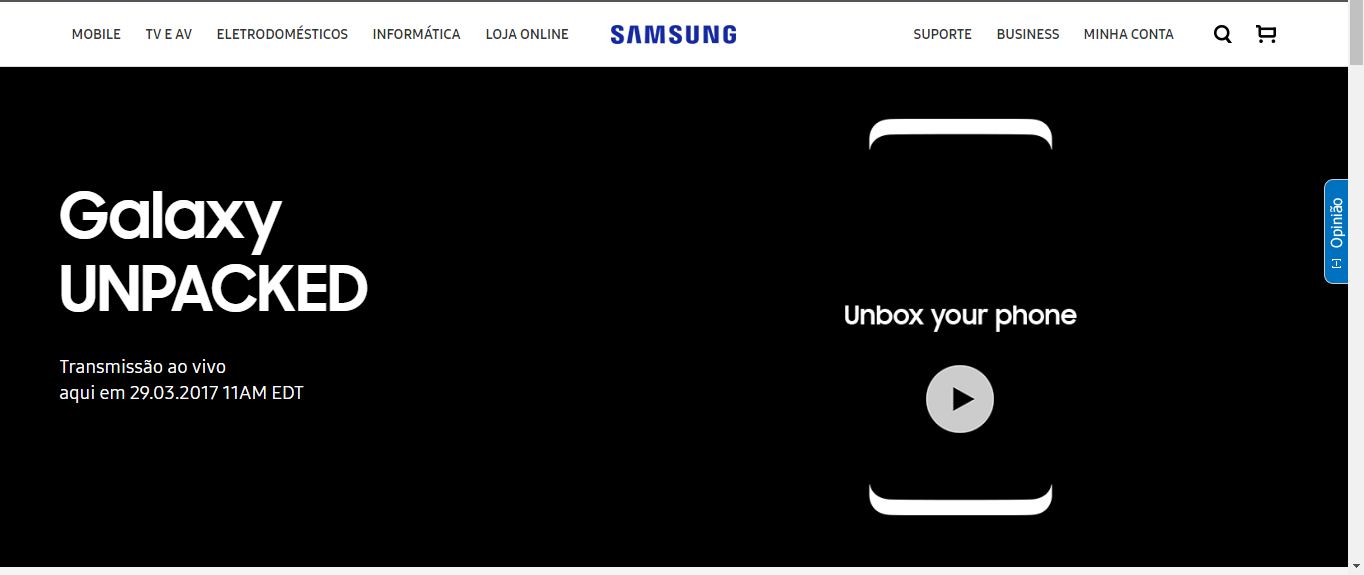 MOBILE TV E AV ELETRODOMÉSTICOS INFORMÁTICA LOJA ONLINE SAMSUNG SUPORTE BUSINESS MINHA CONTA
Galaxy
UNPACKED
Transmissão ao vivo
aqui em 29.03.2017 11AM EDT
Unbox your phone
Opinião